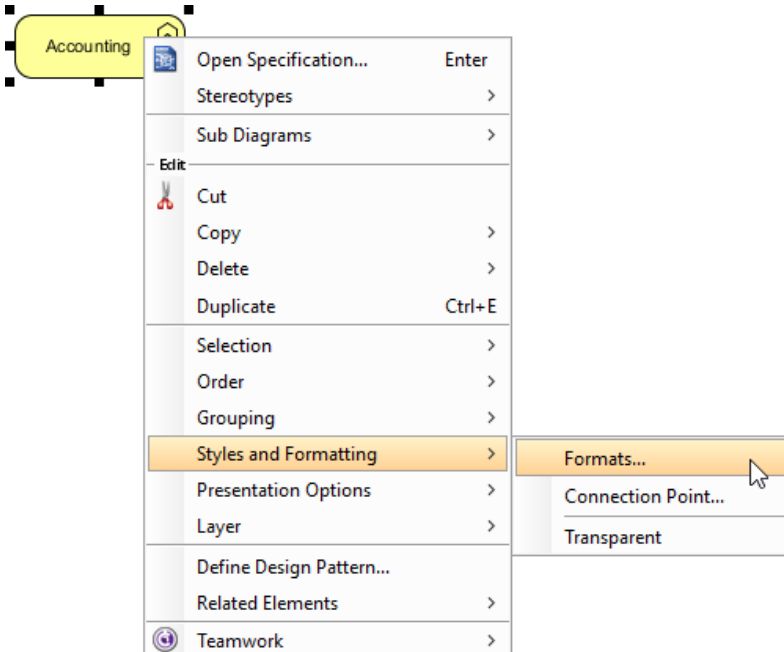 Accounting
Open Specification... Enter
Stereotypes
Sub Diagrams
Edit
Cut
Copy
Delete
Duplicate Ctrl+E
Selection
Order
Grouping
Styles and Formatting
Formats...
Presentation Options
Connection Point...
Layer
Transparent
Define Design Pattern...
Related Elements
Teamwork